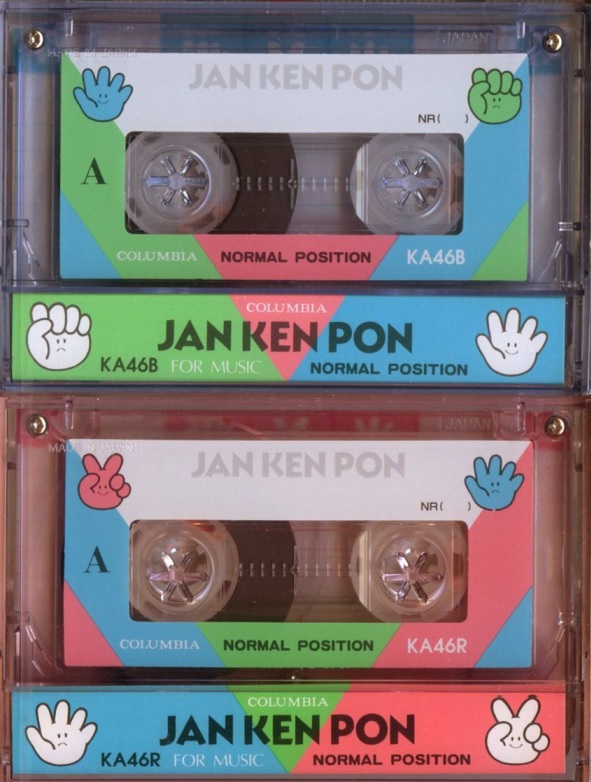 MADE IN JAPAN
JAPAN
JAN KEN PON
NR( )
A
COLUMBIA NORMAL POSITION KA46B
COLUMBIA
JAN KEN PON
KA46B FOR MUSIC NORMAL POSITION
JAPAN
MADE IN JAPAN
JAN KEN PON
NR( )
A
COLUMBIA NORMAL POSITION KA46R
COLUMBIA
JAN KEN PON
KA46R FOR MUSIC NORMAL POSITION